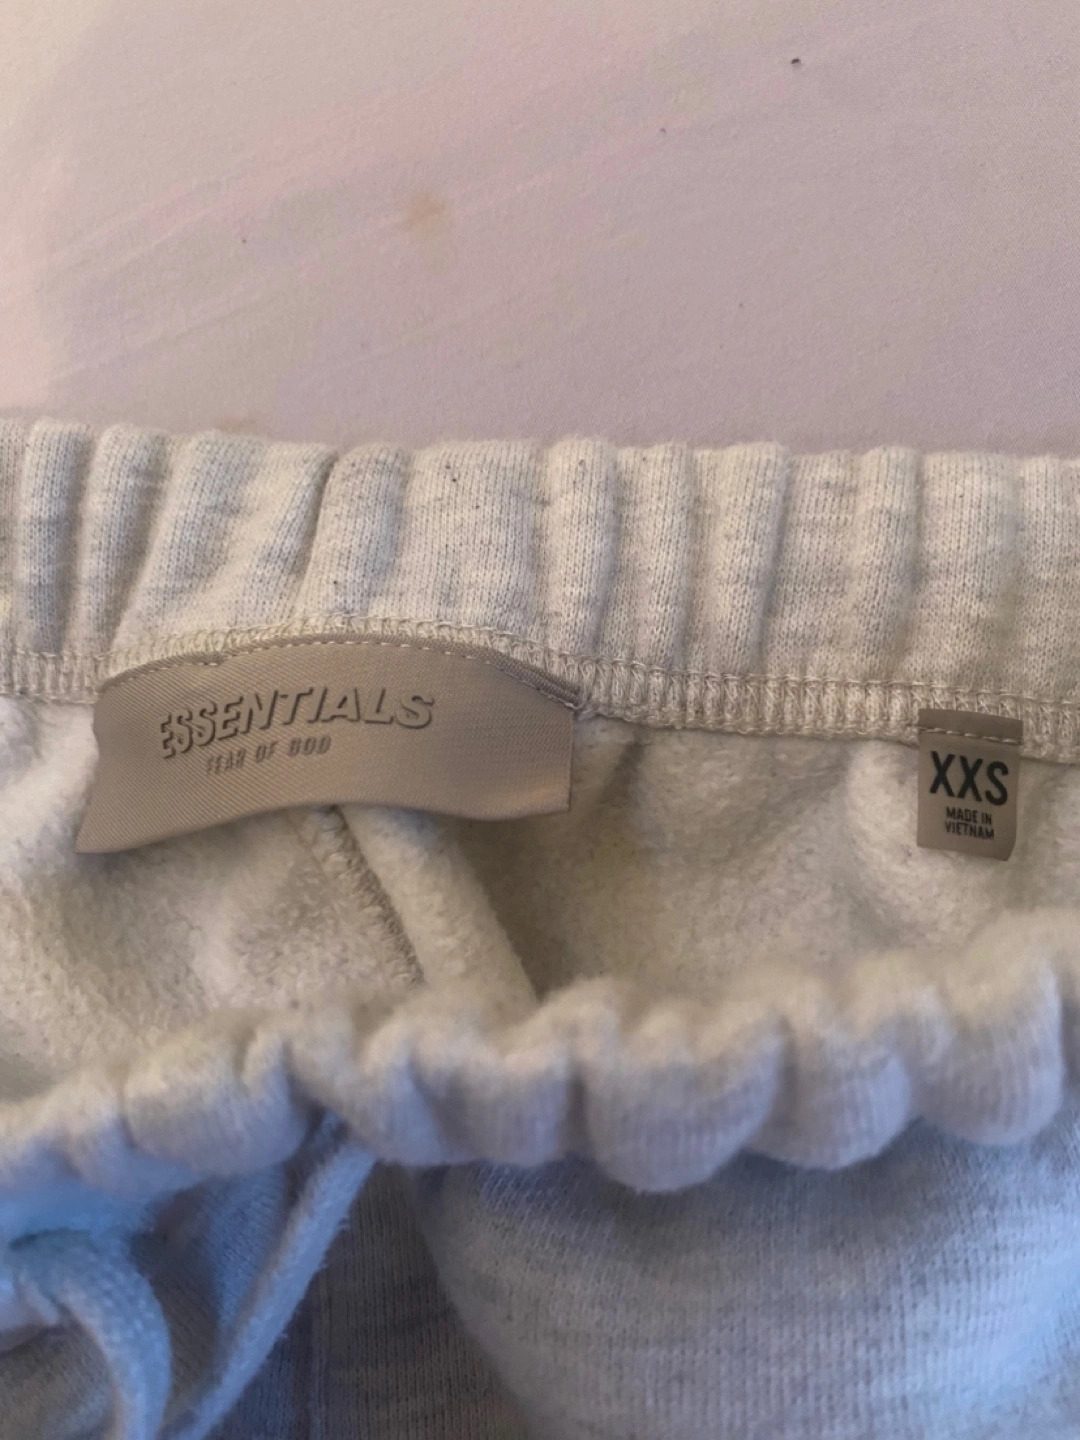 ESSENTIALS
FEAR OF GOD
XXS
MADE IN
VIETNAM